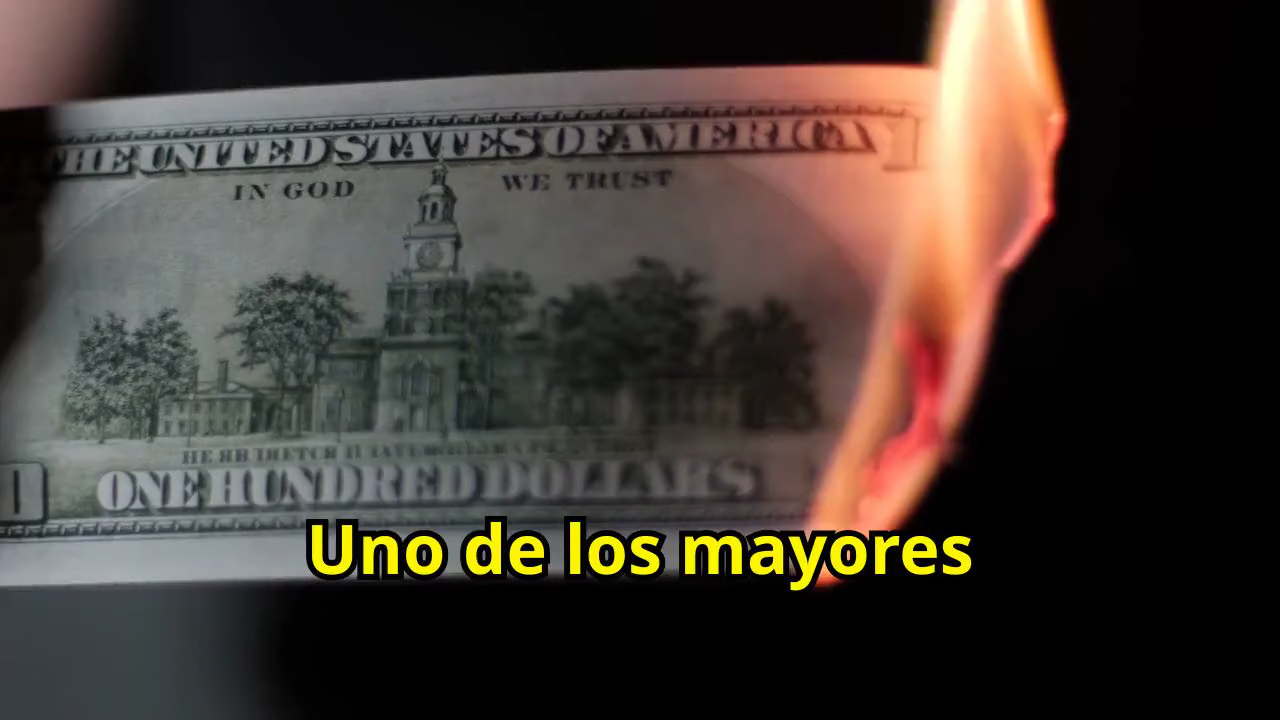 THE UNITED STATES OF AMERICA
IN GOD WE TRUST
ONE HUNDRED DOLLARS
Uno de los mayores